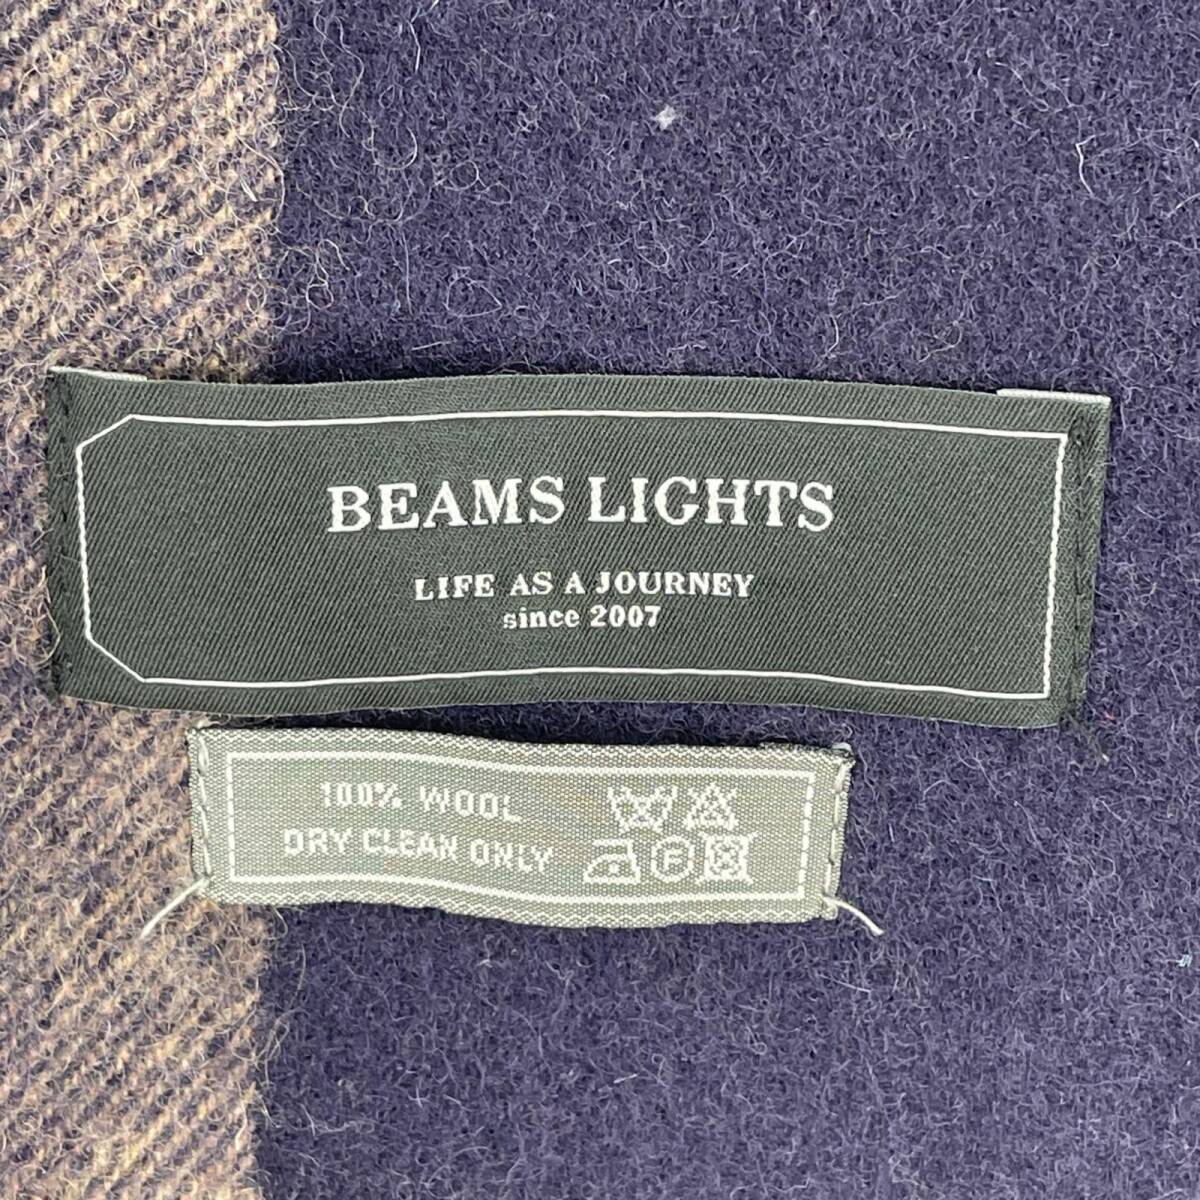 BEAMS LIGHTS
LIFE AS A JOURNEY
since 2007
100% WOOL
DRY CLEAN ONLY
F